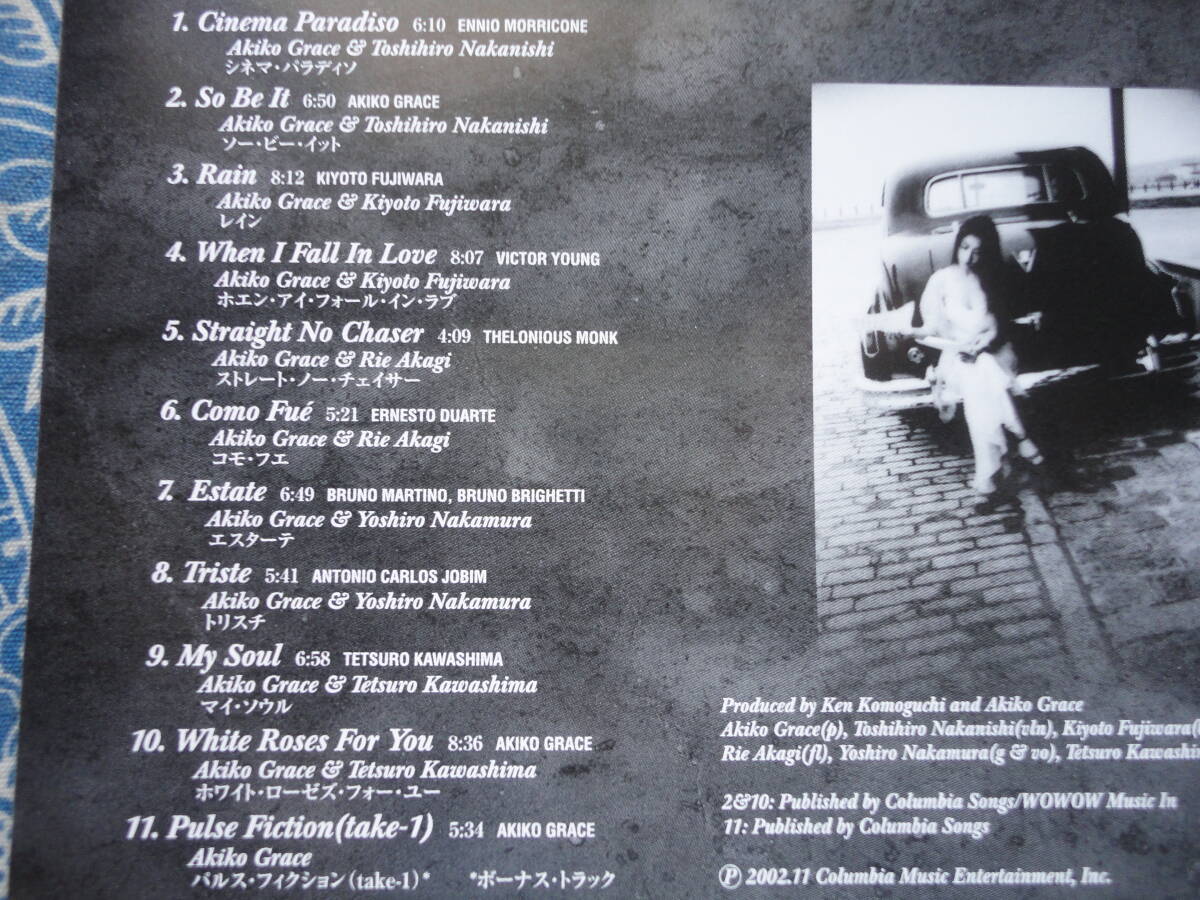 1. Cinema Paradiso 6:10 ENNIO MORRICONE
Akiko Grace & Toshihiro Nakanishi
シネマ・パラディソ
2. So Be It 6:50 AKIKO GRACE
Akiko Grace & Toshihiro Nakanishi
ソー・ビー・イット
3. Rain 8:12 KIYOTO FUJIWARA
Akiko Grace & Kiyoto Fujiwara
レイン
4. When I Fall In Love 8:07 VICTOR YOUNG
Akiko Grace & Kiyoto Fujiwara
ホエン・アイ・フォール・イン・ラブ
5. Straight No Chaser 4:09 THELONIOUS MONK
Akiko Grace & Rie Akagi
ストレート・ノー・チェイサー
6. Como Fué 5:21 ERNESTO DUARTE
Akiko Grace & Rie Akagi
コモ・フエ
7. Estate 6:49 BRUNO MARTINO, BRUNO BRIGHETTI
Akiko Grace & Yoshiro Nakamura
エスターテ
8. Triste 5:41 ANTONIO CARLOS JOBIM
Akiko Grace & Yoshiro Nakamura
トリスチ
9. My Soul 6:58 TETSURO KAWASHIMA
Akiko Grace & Tetsuro Kawashima
マイ・ソウル
10. White Roses For You 8:36 AKIKO GRACE
Akiko Grace & Tetsuro Kawashima
ホワイト・ローゼズ・フォー・ユー
11. Pulse Fiction(take-1) 5:34 AKIKO GRACE
Akiko Grace
パルス・フィクション(take-1)* *ボーナス・トラック
Produced by Ken Komoguchi and Akiko Grace
Akiko Grace(p), Toshihiro Nakanishi(vln), Kiyoto Fujiwara(
Rie Akagi(fl), Yoshiro Nakamura(g & vo), Tetsuro Kawashi
2&10: Published by Columbia Songs/WOWOW Music In
11: Published by Columbia Songs
Ⓟ 2002.11 Columbia Music Entertainment, Inc.